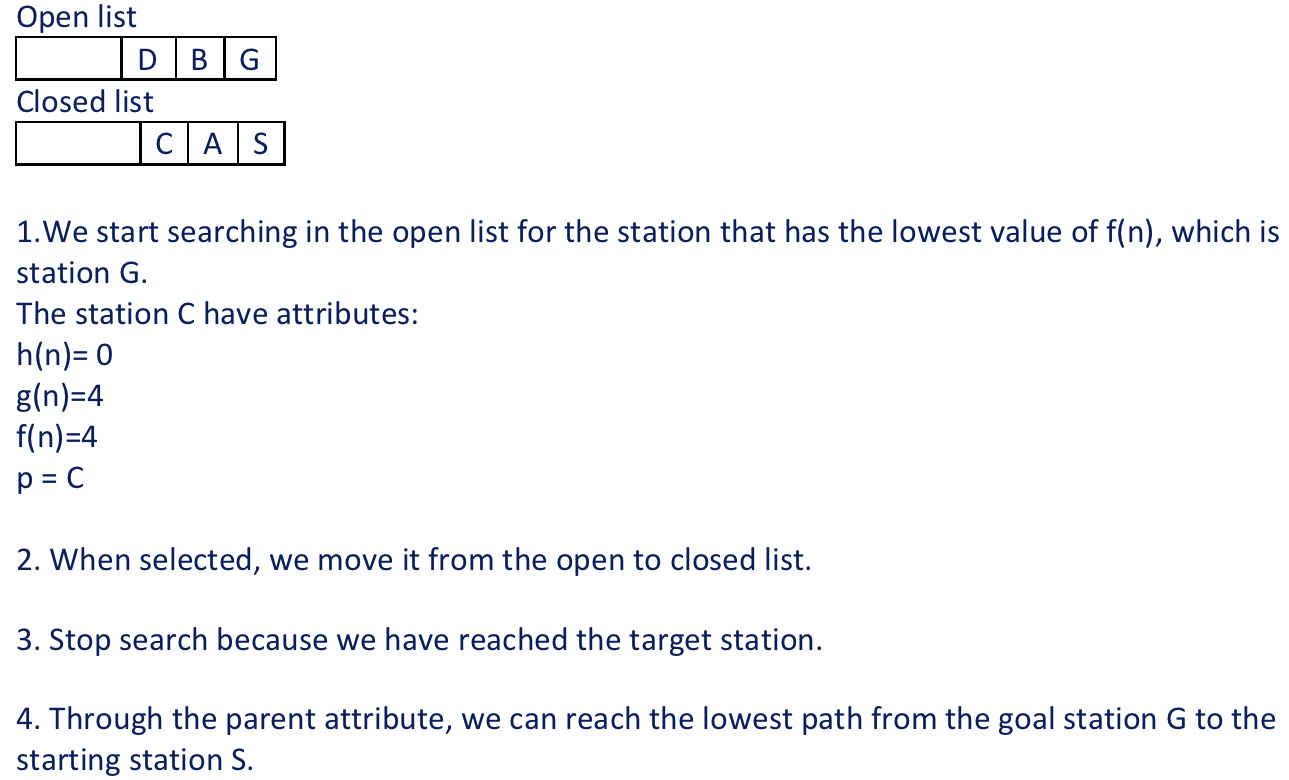 Open list
D B G
Closed list
C A S
1.We start searching in the open list for the station that has the lowest value of f(n), which is
station G.
The station C have attributes:
h(n)= 0
g(n)=4
f(n)=4
p = C
2. When selected, we move it from the open to closed list.
3. Stop search because we have reached the target station.
4. Through the parent attribute, we can reach the lowest path from the goal station G to the
starting station S.